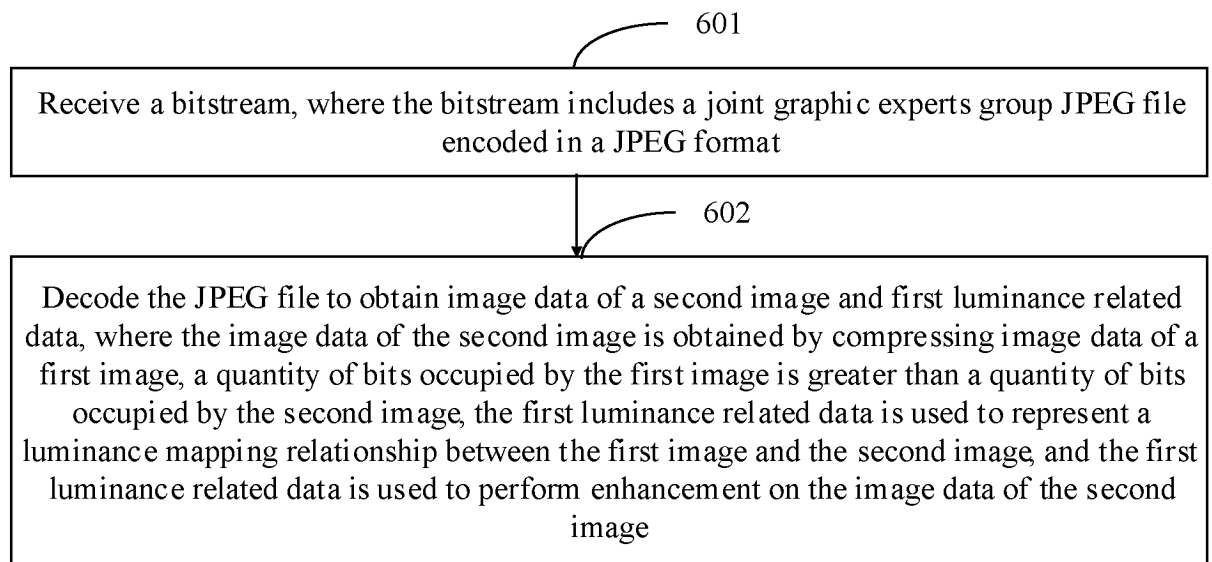 601
Receive a bitstream, where the bitstream includes a joint graphic experts group JPEG file
encoded in a JPEG format
602
Decode the JPEG file to obtain image data of a second image and first luminance related
data, where the image data of the second image is obtained by compressing image data of a
first image, a quantity of bits occupied by the first image is greater than a quantity of bits
occupied by the second image, the first luminance related data is used to represent a
luminance mapping relationship between the first image and the second image, and the first
luminance related data is used to perform enhancement on the image data of the second
image